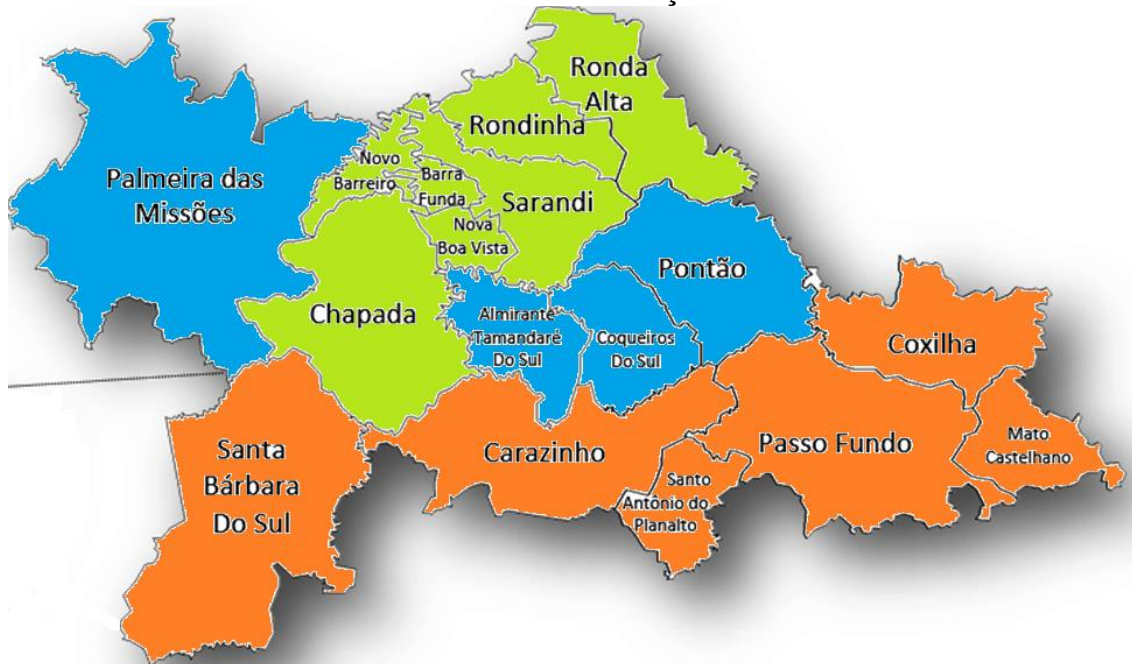 Ronda
Alta
Rondinha
Novo
Barreiro
Barra
Funda
Palmeira das
Missões
Sarandi
Nova
Boa Vista
Pontão
Chapada
Almirante
Tamandaré
Do Sul
Coqueiros
Do Sul
Coxilha
Santa
Bárbara
Do Sul
Carazinho
Passo Fundo
Mato
Castelhano
Santo
Antônio do
Planalto